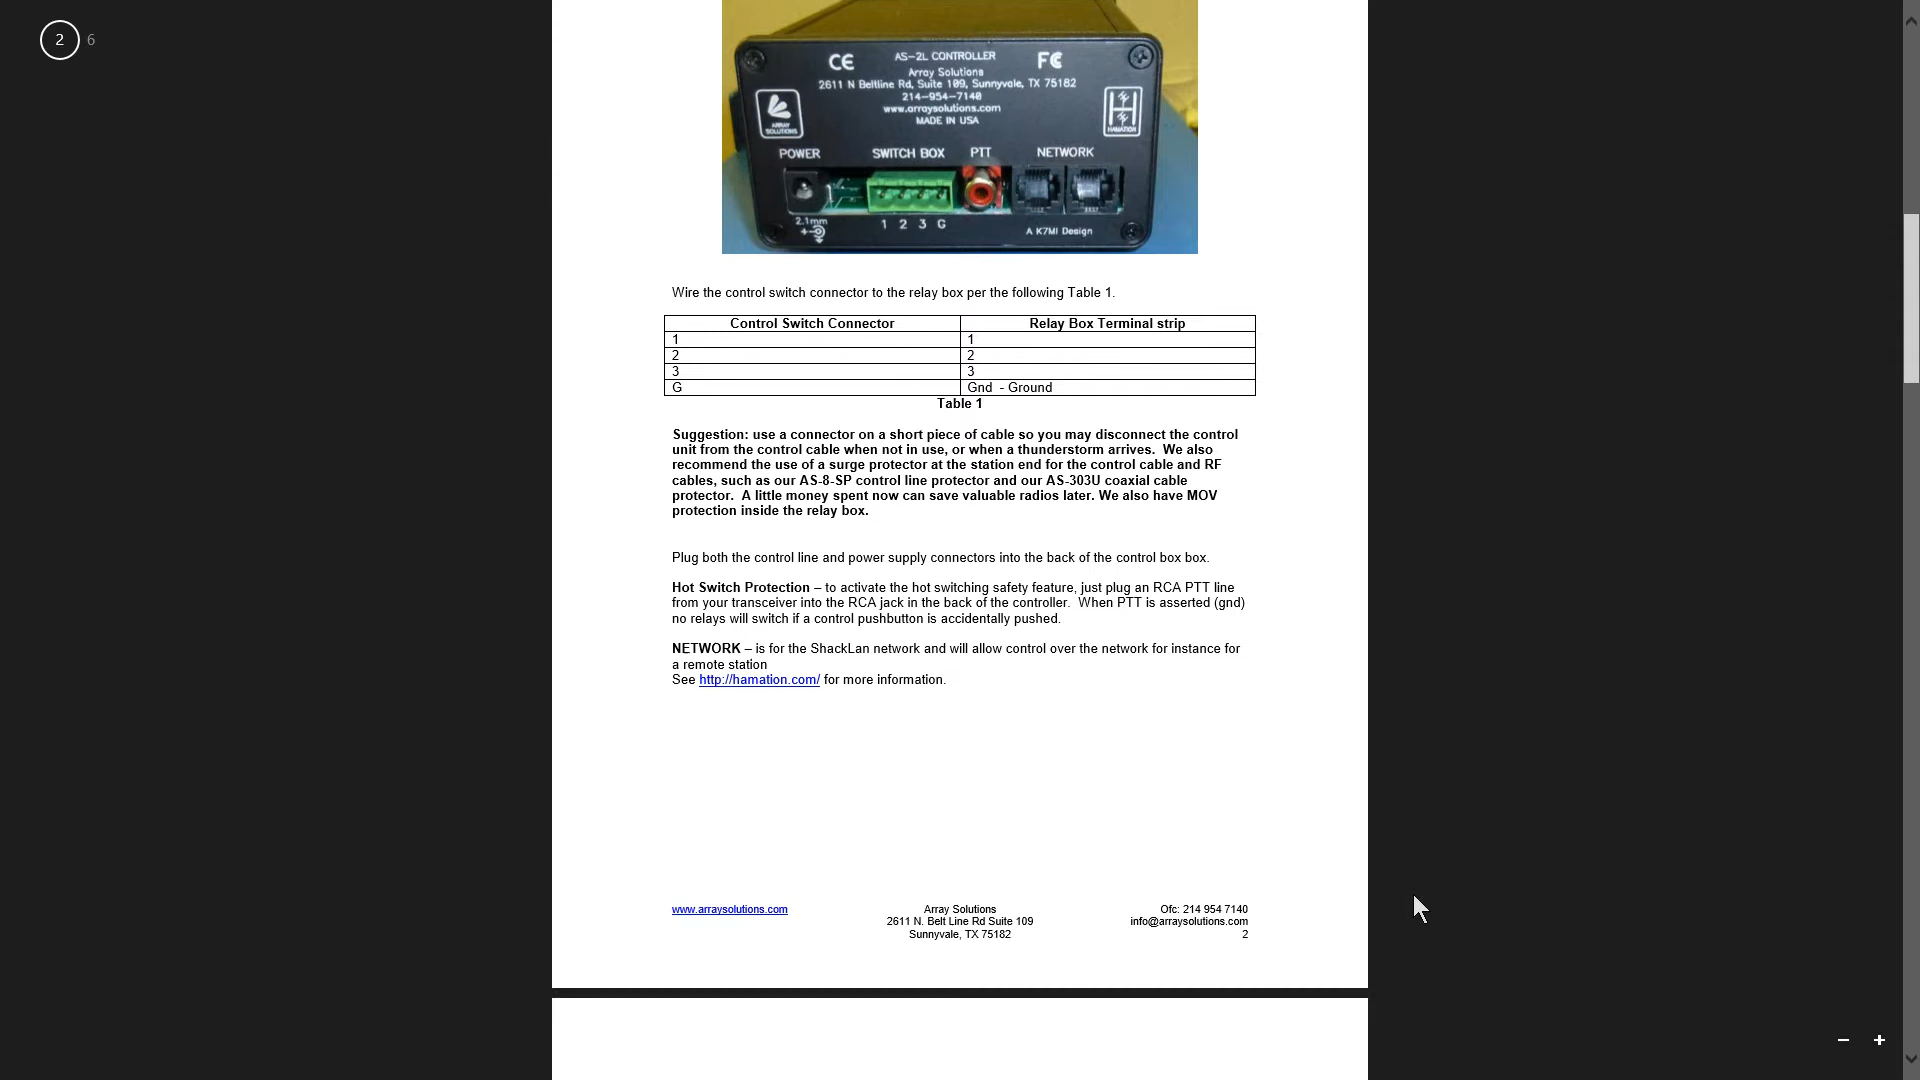 2 6
CE AS-2L CONTROLLER FC
Array Solutions
2611 N Beltline Rd, Suite 109, Sunnyvale, TX 75182
214-954-7140
www.arraysolutions.com
MADE IN USA
ARRAY
SOLUTIONS
HAMATION
POWER SWITCH BOX PTT NETWORK
2.1mm
1 2 3 G
A K7MI Design
Wire the control switch connector to the relay box per the following Table 1.
Control Switch Connector Relay Box Terminal strip
1 1
2 2
3 3
G Gnd - Ground
Table 1
Suggestion: use a connector on a short piece of cable so you may disconnect the control
unit from the control cable when not in use, or when a thunderstorm arrives. We also
recommend the use of a surge protector at the station end for the control cable and RF
cables, such as our AS-8-SP control line protector and our AS-303U coaxial cable
protector. A little money spent now can save valuable radios later. We also have MOV
protection inside the relay box.
Plug both the control line and power supply connectors into the back of the control box box.
Hot Switch Protection – to activate the hot switching safety feature, just plug an RCA PTT line
from your transceiver into the RCA jack in the back of the controller. When PTT is asserted (gnd)
no relays will switch if a control pushbutton is accidentally pushed.
NETWORK – is for the ShackLan network and will allow control over the network for instance for
a remote station
See http://hamation.com/ for more information.
www.arraysolutions.com Array Solutions Ofc: 214 954 7140
2611 N. Belt Line Rd Suite 109 info@arraysolutions.com
Sunnyvale, TX 75182 2